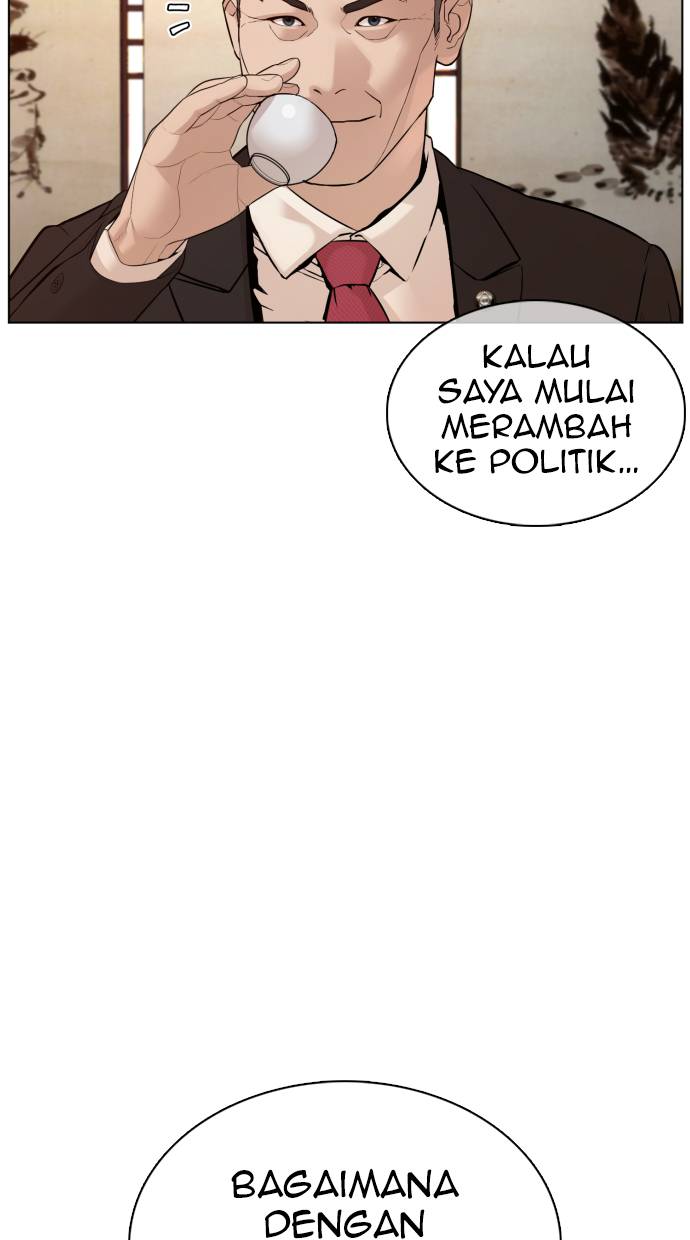 KALAU
SAYA MULAI
MERAMBAH
KE POLITIK...
BAGAIMANA
DENGAN